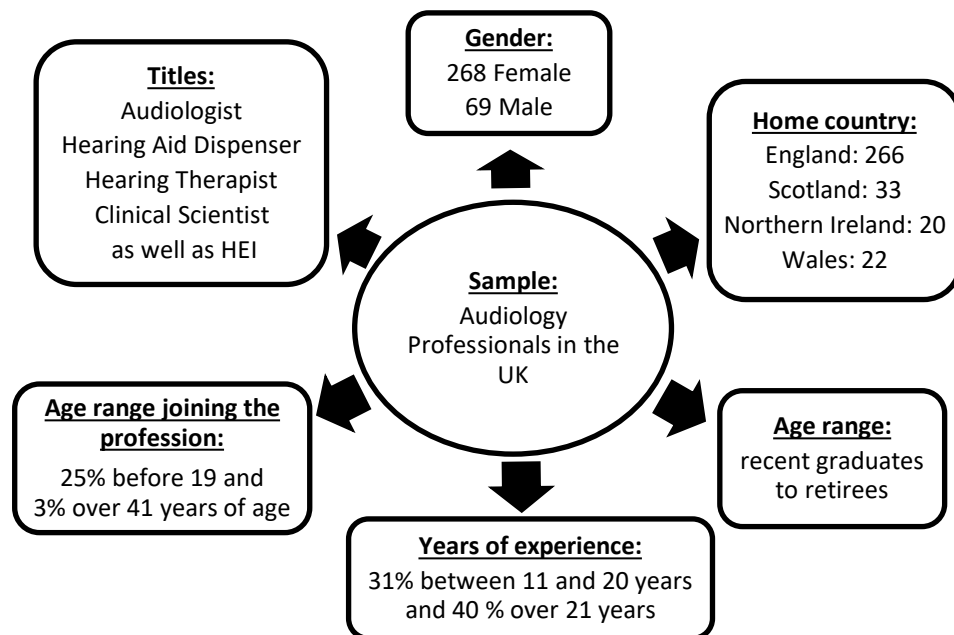 Gender:
268 Female
69 Male
Titles:
Audiologist
Hearing Aid Dispenser
Hearing Therapist
Clinical Scientist
as well as HEI
Home country:
England: 266
Scotland: 33
Northern Ireland: 20
Wales: 22
Sample:
Audiology
Professionals in the
UK
Age range joining the
profession:
25% before 19 and
3% over 41 years of age
Age range:
recent graduates
to retirees
Years of experience:
31% between 11 and 20 years
and 40 % over 21 years